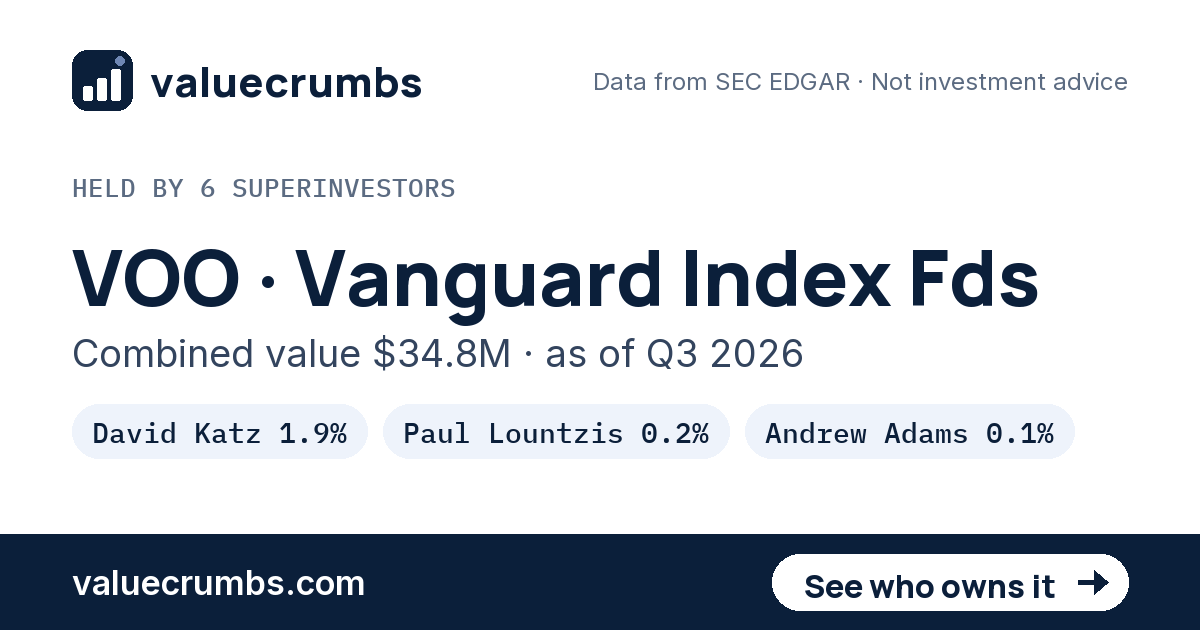 valuecrumbs
Data from SEC EDGAR · Not investment advice
HELD BY 6 SUPERINVESTORS
VOO · Vanguard Index Fds
Combined value $34.8M · as of Q3 2026
David Katz 1.9%
Paul Lountzis 0.2%
Andrew Adams 0.1%
valuecrumbs.com
See who owns it →